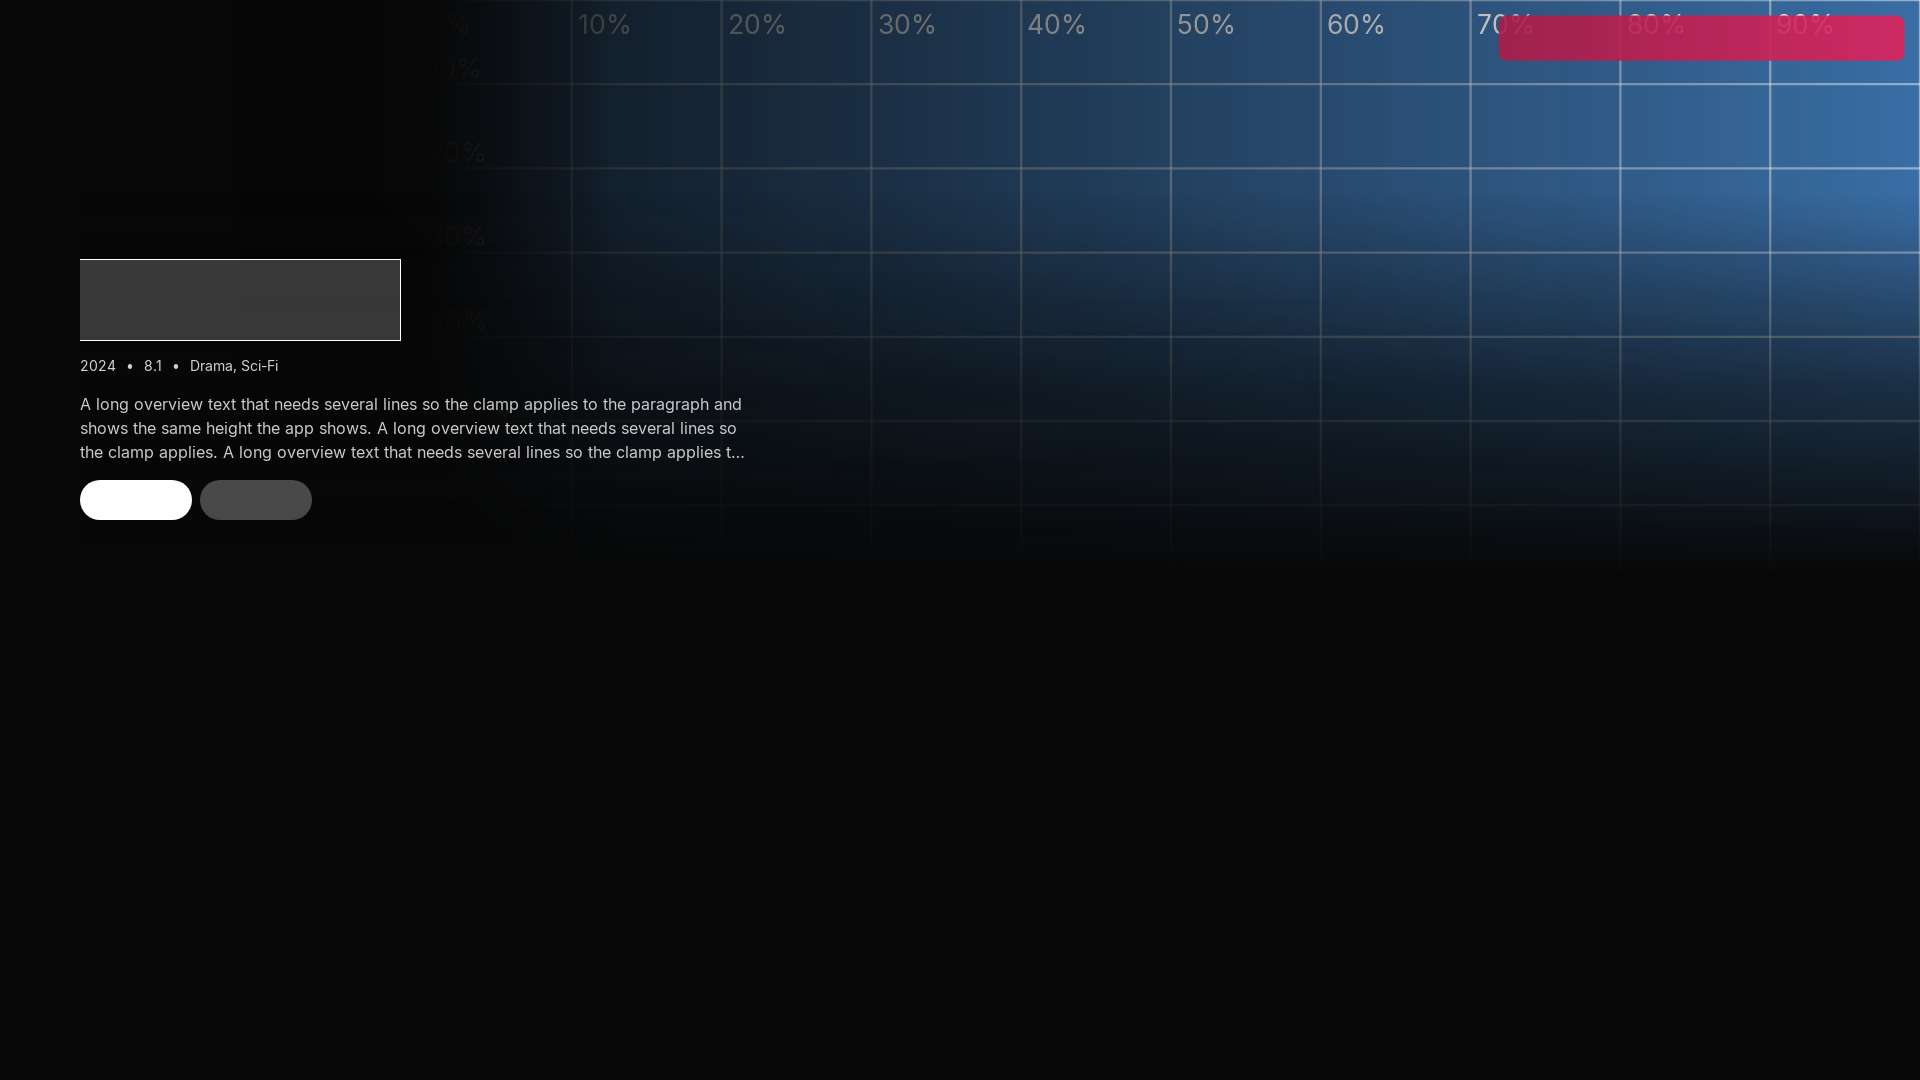 10% 20% 30% 40% 50% 60% 70% 80% 90%
2024 • 8.1 • Drama, Sci-Fi
A long overview text that needs several lines so the clamp applies to the paragraph and
shows the same height the app shows. A long overview text that needs several lines so
the clamp applies. A long overview text that needs several lines so the clamp applies t...